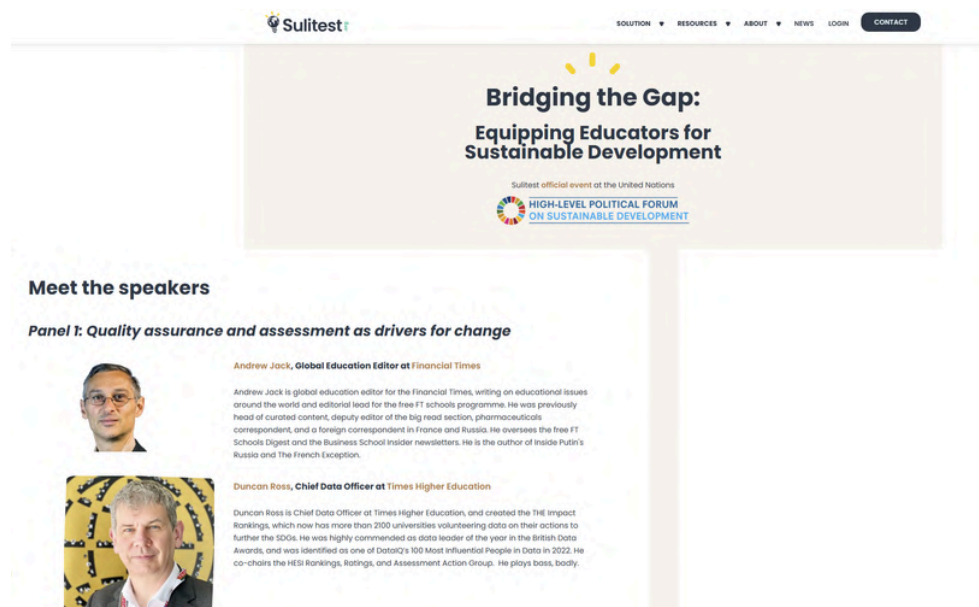 Sulitest
SOLUTION ▼ RESOURCES ▼ ABOUT ▼ NEWS LOGIN CONTACT
Bridging the Gap:
Equipping Educators for
Sustainable Development
Sulitest official event at the United Nations
HIGH-LEVEL POLITICAL FORUM
ON SUSTAINABLE DEVELOPMENT
Meet the speakers
Panel 1: Quality assurance and assessment as drivers for change
Andrew Jack, Global Education Editor at Financial Times
Andrew Jack is global education editor for the Financial Times, writing on educational issues
around the world and editorial lead for the free FT schools programme. He was previously
head of curated content, deputy editor of the big read section, pharmaceuticals
correspondent, and a foreign correspondent in France and Russia. He oversees the free FT
Schools Digest and the Business School Insider newsletters. He is the author of Inside Putin's
Russia and The French Exception.
Duncan Ross, Chief Data Officer at Times Higher Education
Duncan Ross is Chief Data Officer at Times Higher Education, and created the THE Impact
Rankings, which now has more than 2100 universities volunteering data on their actions to
further the SDGs. He was highly commended as data leader of the year in the British Data
Awards, and was identified as one of DataIQ's 100 Most Influential People in Data in 2022. He
co-chairs the HESI Rankings, Ratings, and Assessment Action Group. He plays bass, badly.